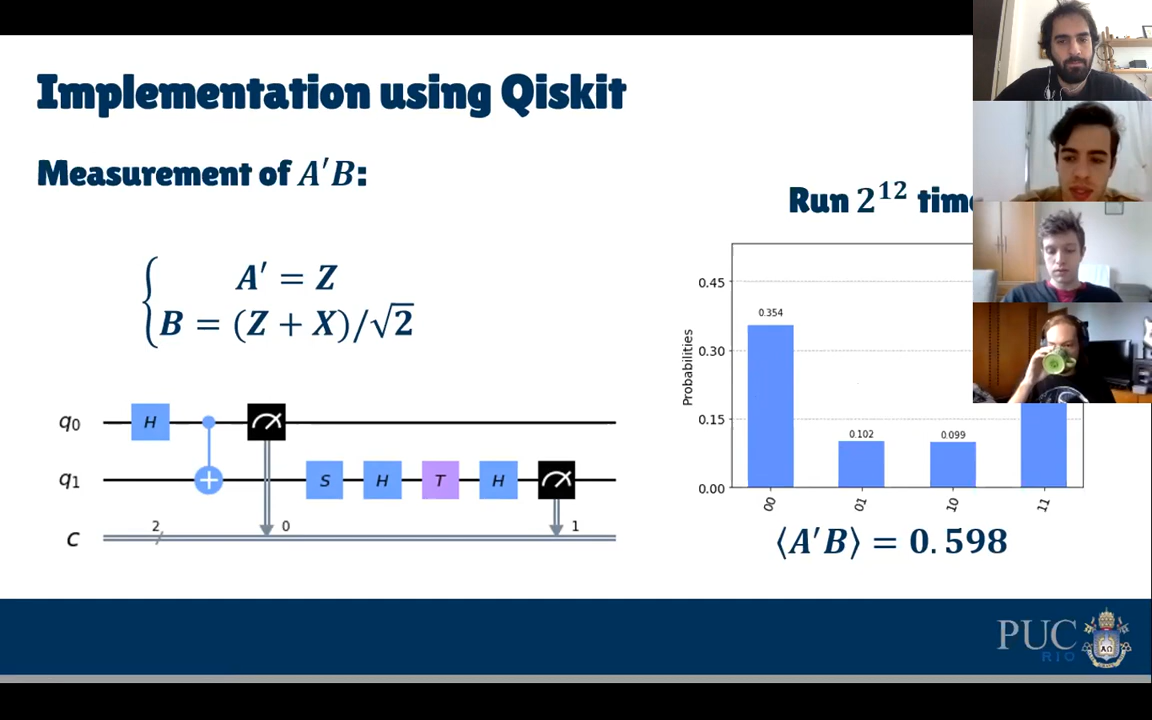 Implementation using Qiskit
Measurement of A′B:
Run 2¹²
A′ = Z
B = (Z + X)/√2
q₀ H
q₁ S H T H
c 2 0 1
Probabilities
0.45
0.30
0.15
0.00
0.354
0.102
0.099
00 01 10 11
⟨A′B⟩ = 0.598
PUC
RIO
ΑΩ